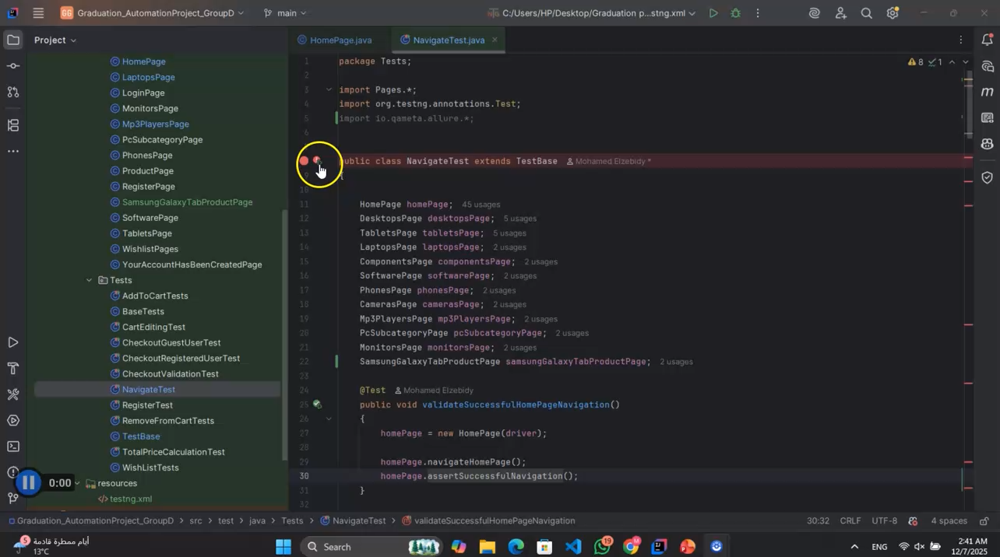 GG Graduation_AutomationProject_GroupD main C:/Users/HP/Desktop/Graduation p...stng.xml
Project
HomePage.java NavigateTest.java
HomePage
LaptopsPage
LoginPage
MonitorsPage
Mp3PlayersPage
PcSubcategoryPage
PhonesPage
ProductPage
RegisterPage
SamsungGalaxyTabProductPage
SoftwarePage
TabletsPage
WishlistPages
YourAccountHasBeenCreatedPage
Tests
AddToCartTests
BaseTests
CartEditingTest
CheckoutGuestUserTest
CheckoutRegisteredUserTest
CheckoutValidationTest
NavigateTest
RegisterTest
RemoveFromCartTests
TestBase
TotalPriceCalculationTest
WishListTests
resources
testng.xml
0:00
8 1
1 package Tests;
2
3 import Pages.*;
4 import org.testng.annotations.Test;
5 import io.qameta.allure.*;
6
public class NavigateTest extends TestBase Mohamed Elzebidy *
9 {
10
11 HomePage homePage; 45 usages
12 DesktopsPage desktopsPage; 5 usages
13 TabletsPage tabletsPage; 5 usages
14 LaptopsPage laptopsPage; 2 usages
15 ComponentsPage componentsPage; 2 usages
16 SoftwarePage softwarePage; 2 usages
17 PhonesPage phonesPage; 2 usages
18 CamerasPage camerasPage; 2 usages
19 Mp3PlayersPage mp3PlayersPage; 2 usages
20 PcSubcategoryPage pcSubcategoryPage; 2 usages
21 MonitorsPage monitorsPage; 2 usages
22 SamsungGalaxyTabProductPage samsungGalaxyTabProductPage; 2 usages
23
24 @Test Mohamed Elzebidy
25 public void validateSuccessfulHomePageNavigation()
26 {
27 homePage = new HomePage(driver);
28
29 homePage.navigateHomePage();
30 homePage.assertSuccessfulNavigation();
31 }
32
Graduation_AutomationProject_GroupD > src > test > java > Tests > NavigateTest > validateSuccessfulHomePageNavigation
30:32 CRLF UTF-8 4 spaces
5 أيام ممطرة قادمة
13°C
Search
19
ENG
2:41 AM
12/7/2025